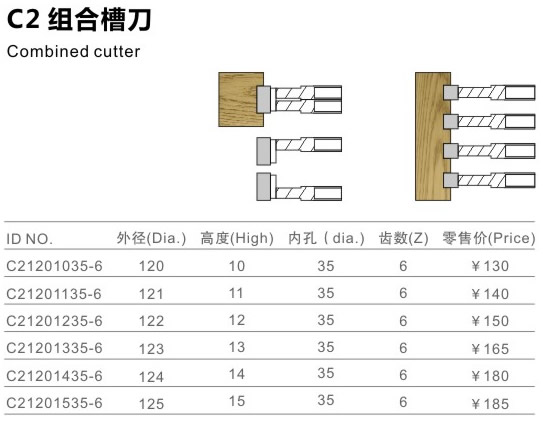 C2 组合槽刀
Combined cutter
ID NO. 外径(Dia.) 高度(High) 内孔（dia.) 齿数(Z) 零售价(Price)
C21201035-6 120 10 35 6 ￥130
C21201135-6 121 11 35 6 ￥140
C21201235-6 122 12 35 6 ￥150
C21201335-6 123 13 35 6 ￥165
C21201435-6 124 14 35 6 ￥180
C21201535-6 125 15 35 6 ￥185